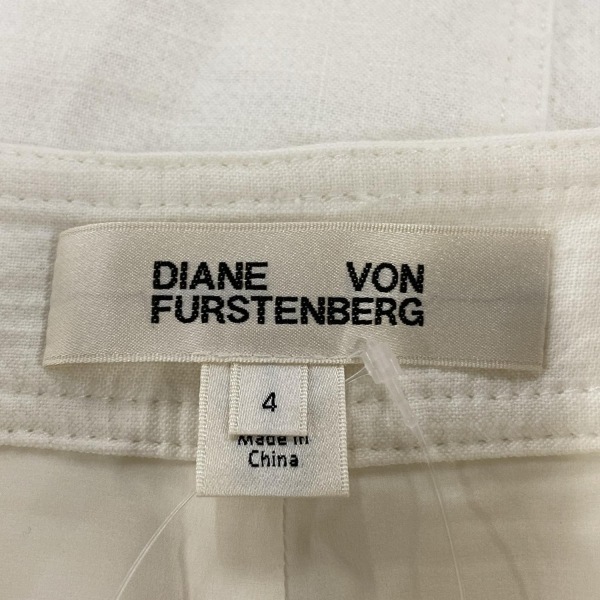 DIANE VON
FURSTENBERG
4
Made in
China